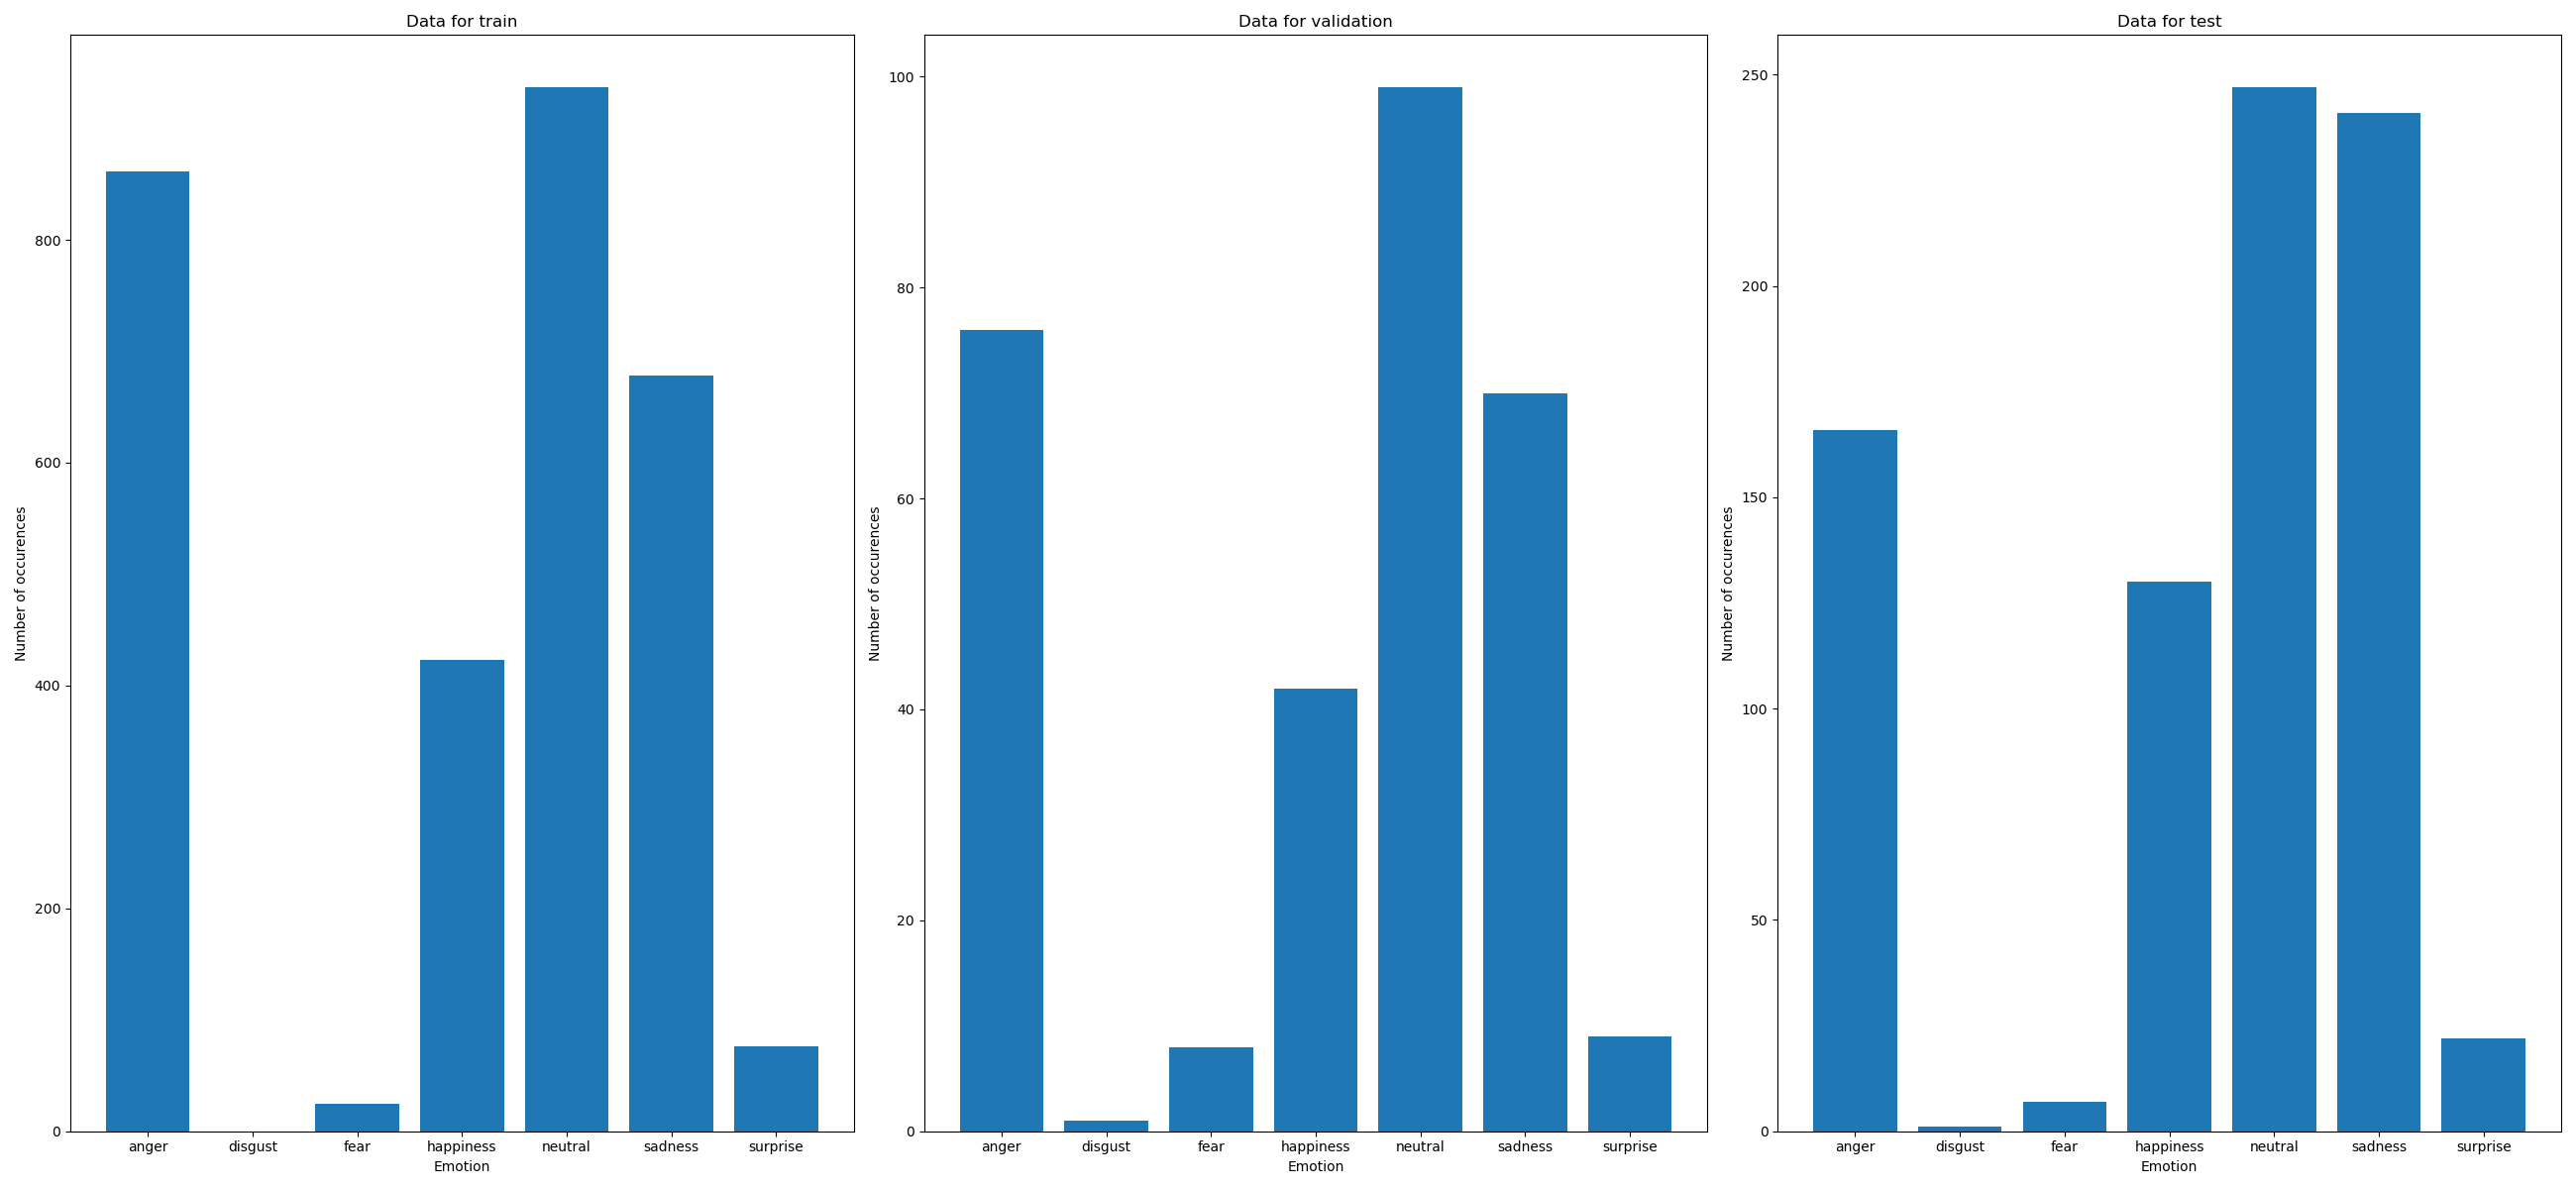 Data for train
Number of occurences
800
600
400
200
0
anger disgust fear happiness neutral sadness surprise
Emotion
Data for validation
Number of occurences
100
80
60
40
20
0
anger disgust fear happiness neutral sadness surprise
Emotion
Data for test
Number of occurences
250
200
150
100
50
0
anger disgust fear happiness neutral sadness surprise
Emotion